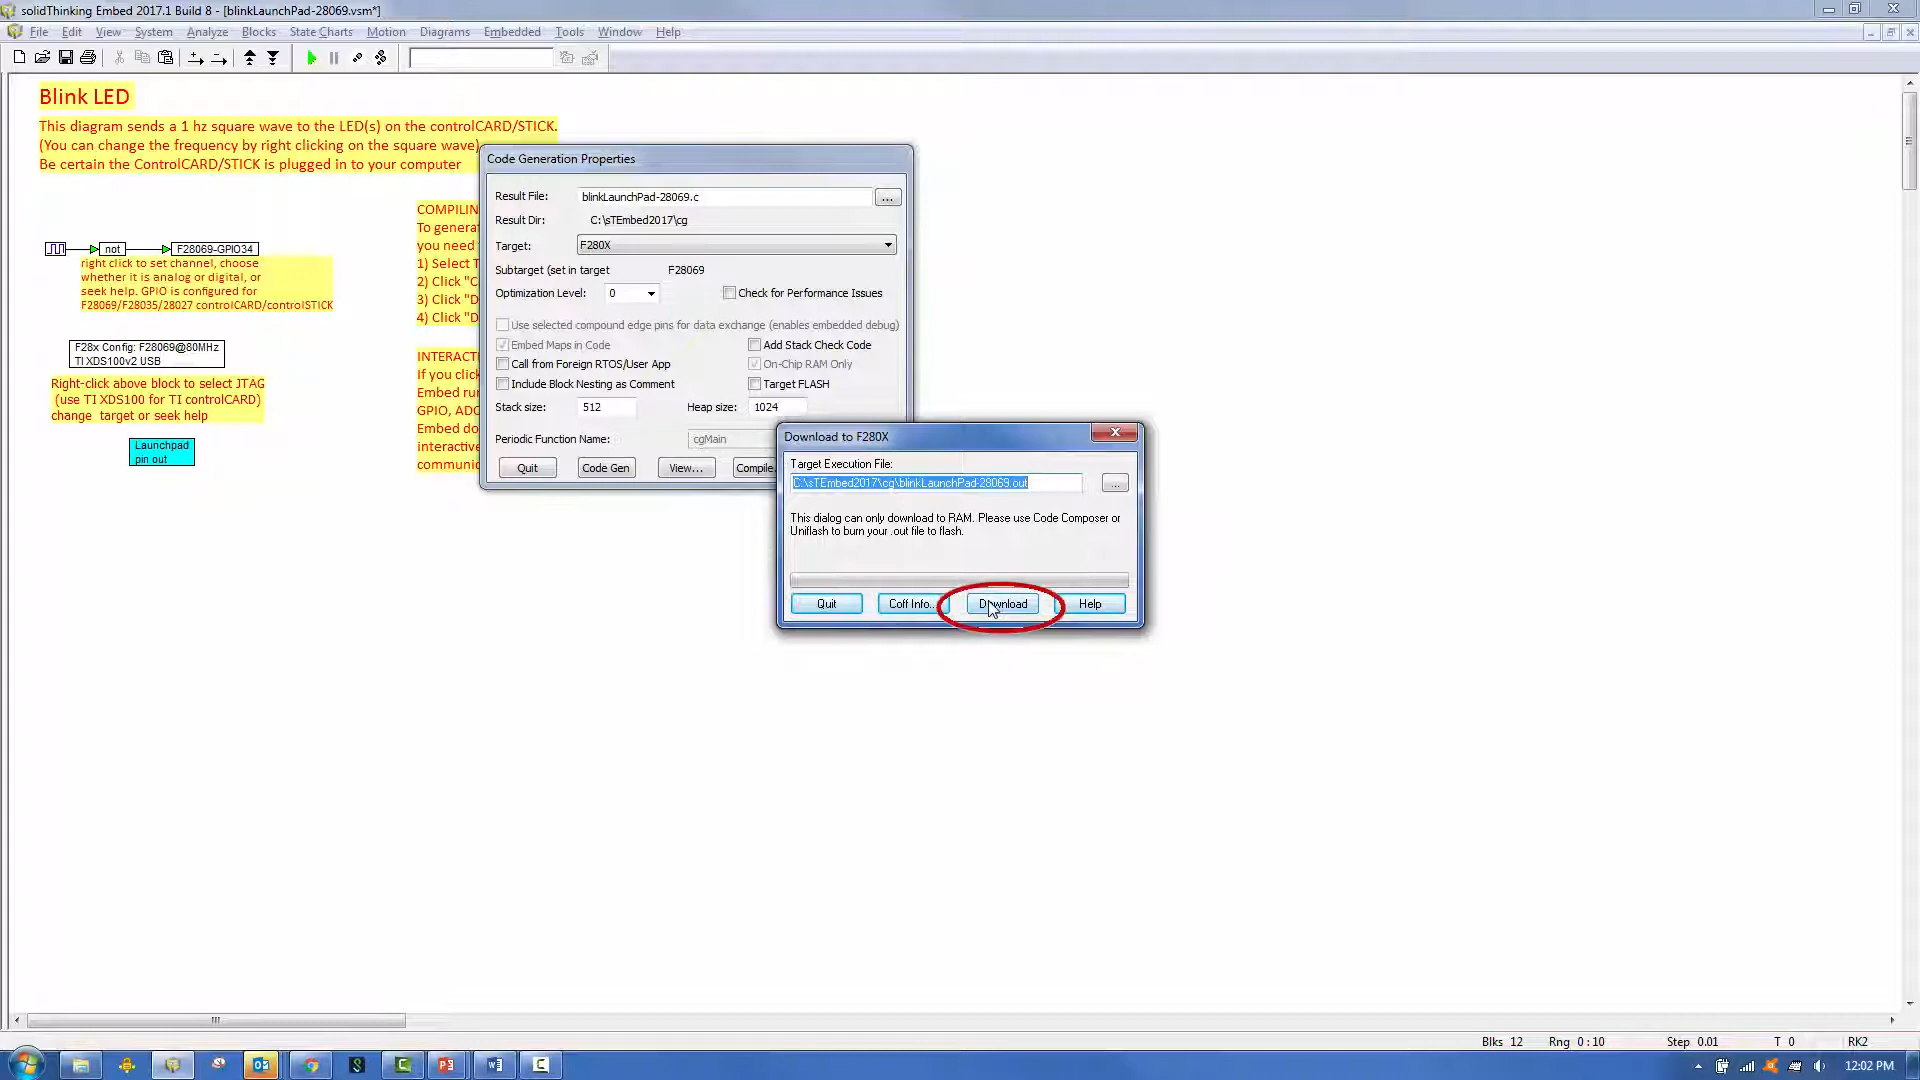 solidThinking Embed 2017.1 Build 8 - [blinkLaunchPad-28069.vsm*]
File Edit View System Analyze Blocks State Charts Motion Diagrams Embedded Tools Window Help
Blink LED
This diagram sends a 1 hz square wave to the LED(s) on the controlCARD/STICK.
(You can change the frequency by right clicking on the square wave)
Be certain the ControlCARD/STICK is plugged in to your computer
not
F28069-GPIO34
right click to set channel, choose
whether it is analog or digital, or
seek help. GPIO is configured for
F28069/F28035/28027 controlCARD/controlSTICK
F28x Config: F28069@80MHz
TI XDS100v2 USB
Right-click above block to select JTAG
(use TI XDS100 for TI controlCARD)
change target or seek help
Launchpad
pin out
COMPILIN
To genera
you need
1) Select T
2) Click "C
3) Click "D
4) Click "D
INTERACT
If you click
Embed ru
GPIO, ADC
Embed do
interactive
communic
Code Generation Properties
Result File: blinkLaunchPad-28069.c ...
Result Dir: C:\sTEmbed2017\cg
Target: F280X
Subtarget (set in target F28069
Optimization Level: 0 Check for Performance Issues
Use selected compound edge pins for data exchange (enables embedded debug)
Embed Maps in Code Add Stack Check Code
Call from Foreign RTOS/User App On-Chip RAM Only
Include Block Nesting as Comment Target FLASH
Stack size: 512 Heap size: 1024
Periodic Function Name: cgMain
Quit Code Gen View... Compile.
Download to F280X
Target Execution File:
C:\sTEmbed2017\cg\blinkLaunchPad-28069.out ...
This dialog can only download to RAM. Please use Code Composer or
Uniflash to burn your .out file to flash.
Quit Coff Info... Download Help
Blks 12 Rng 0:10 Step 0.01 T 0 RK2
12:02 PM